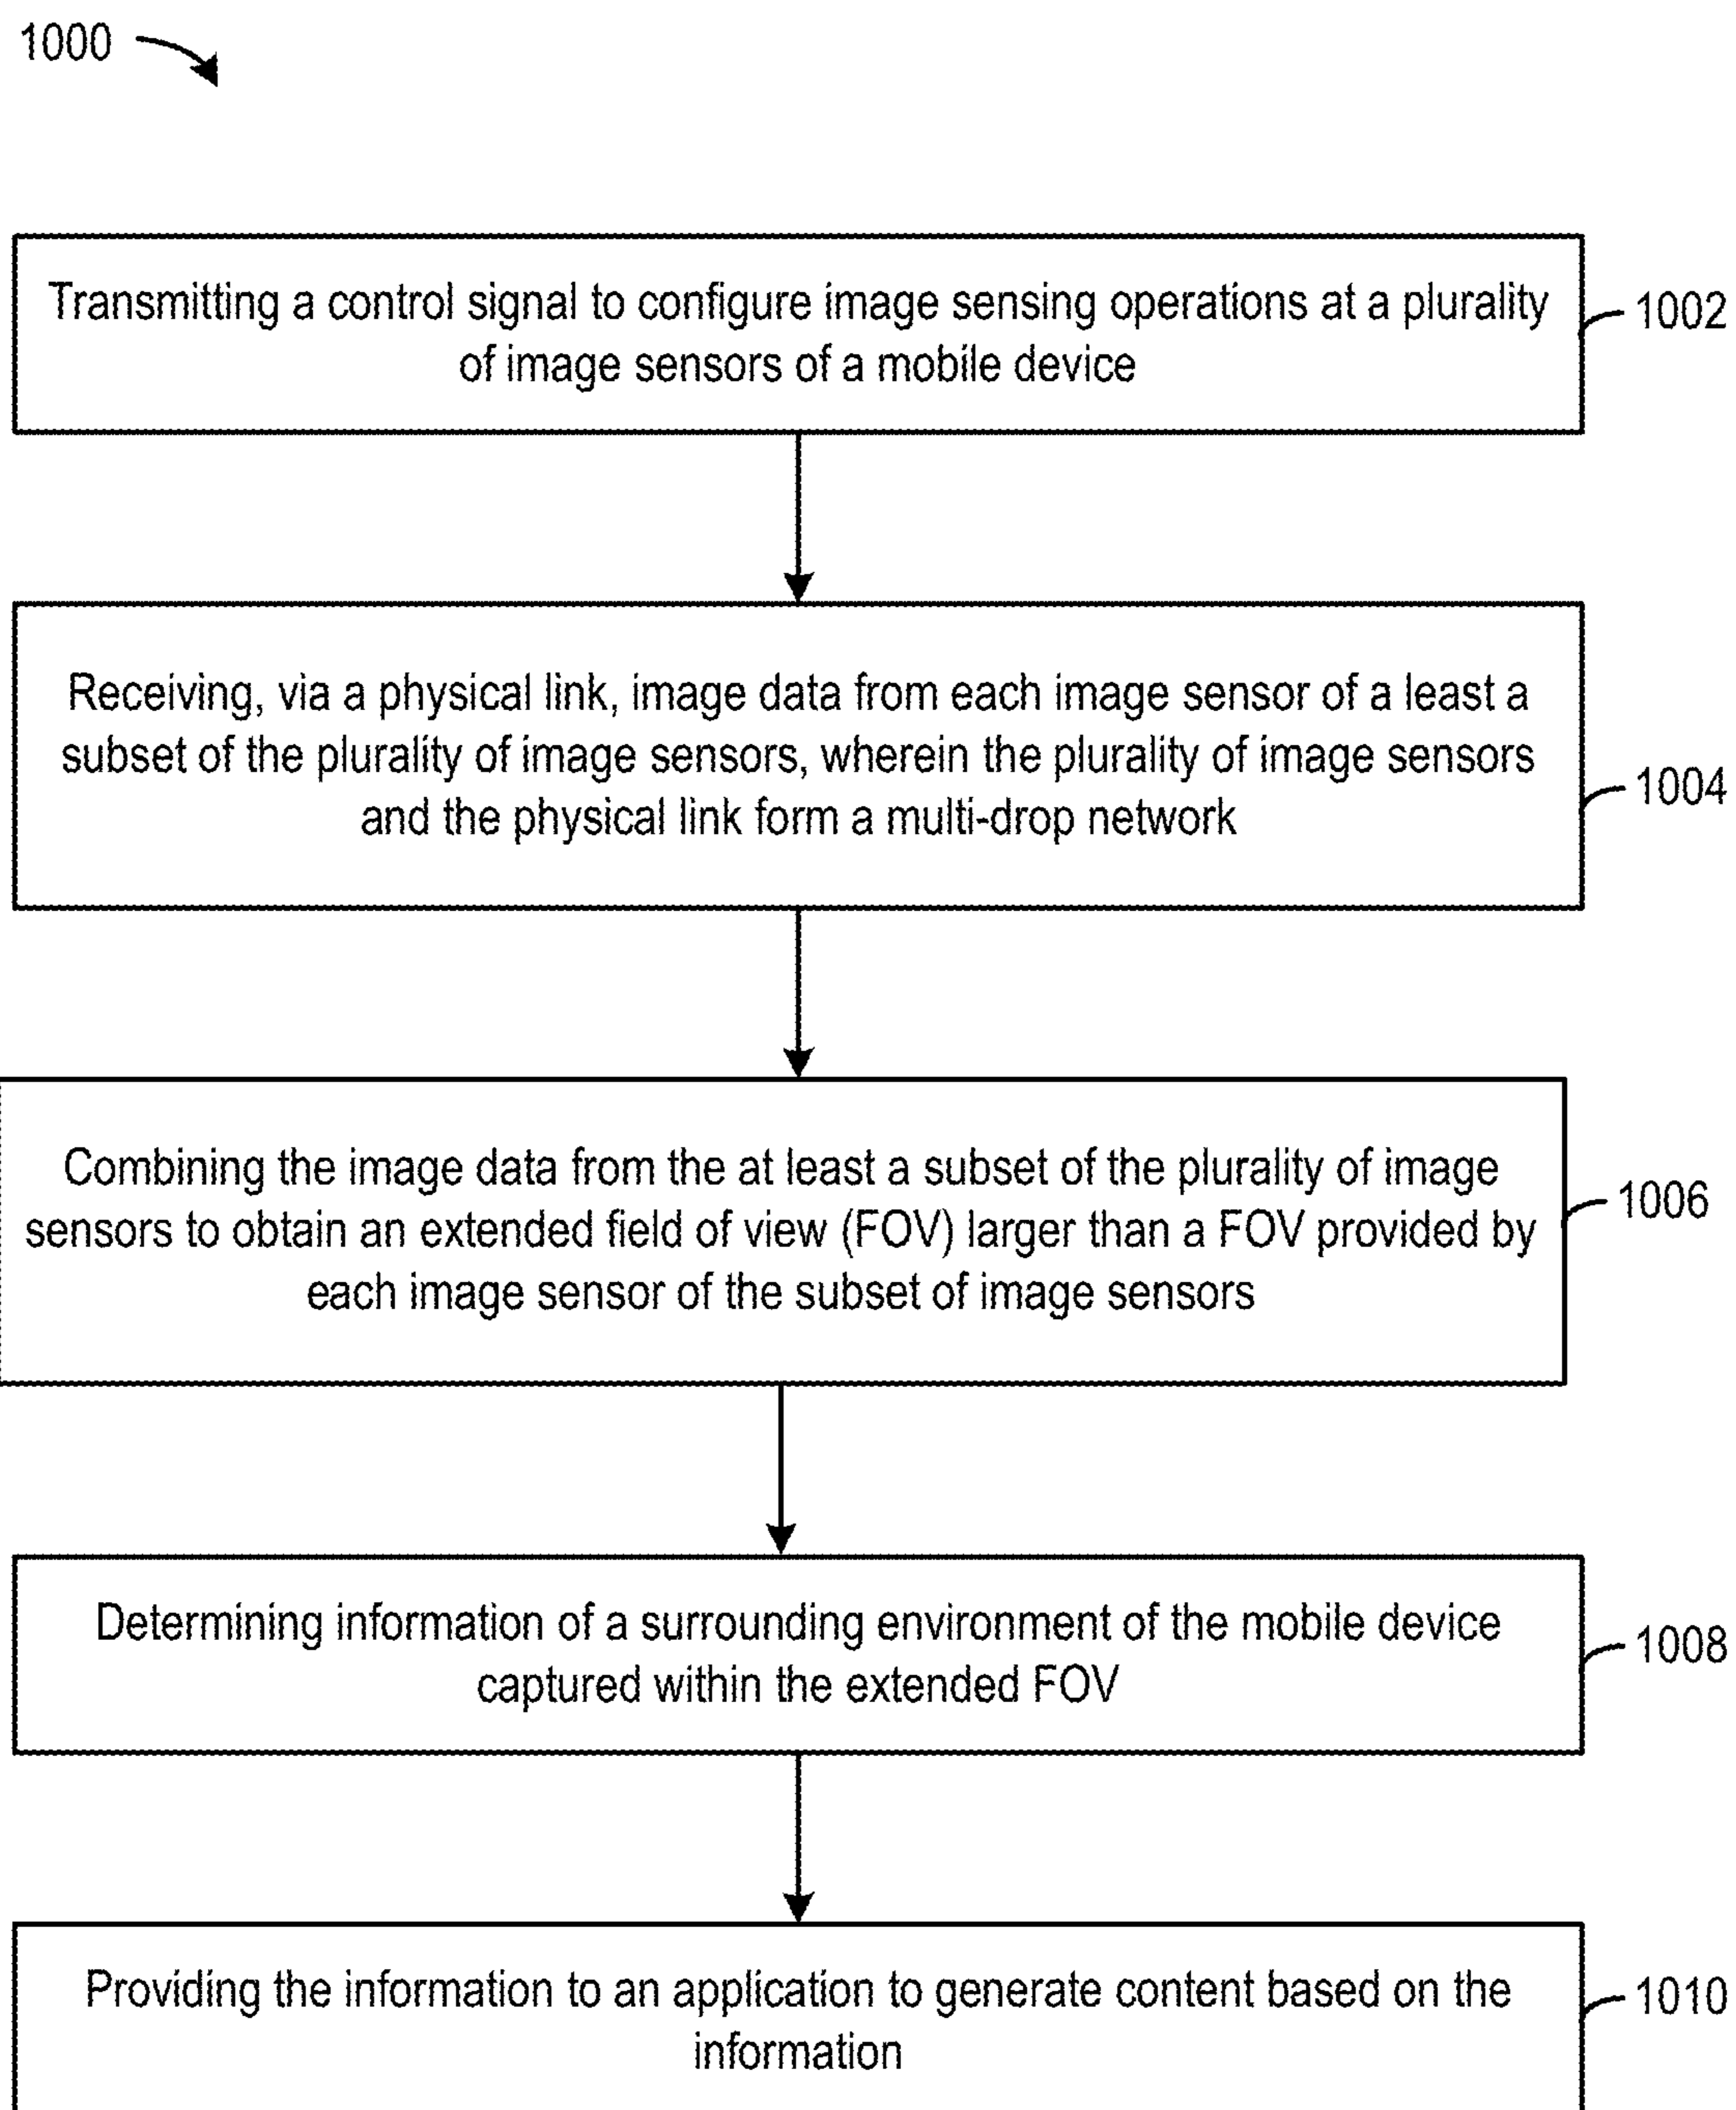 1000
Transmitting a control signal to configure image sensing operations at a plurality
of image sensors of a mobile device
1002
Receiving, via a physical link, image data from each image sensor of a least a
subset of the plurality of image sensors, wherein the plurality of image sensors
and the physical link form a multi-drop network
1004
Combining the image data from the at least a subset of the plurality of image
sensors to obtain an extended field of view (FOV) larger than a FOV provided by
each image sensor of the subset of image sensors
1006
Determining information of a surrounding environment of the mobile device
captured within the extended FOV
1008
Providing the information to an application to generate content based on the
information
1010